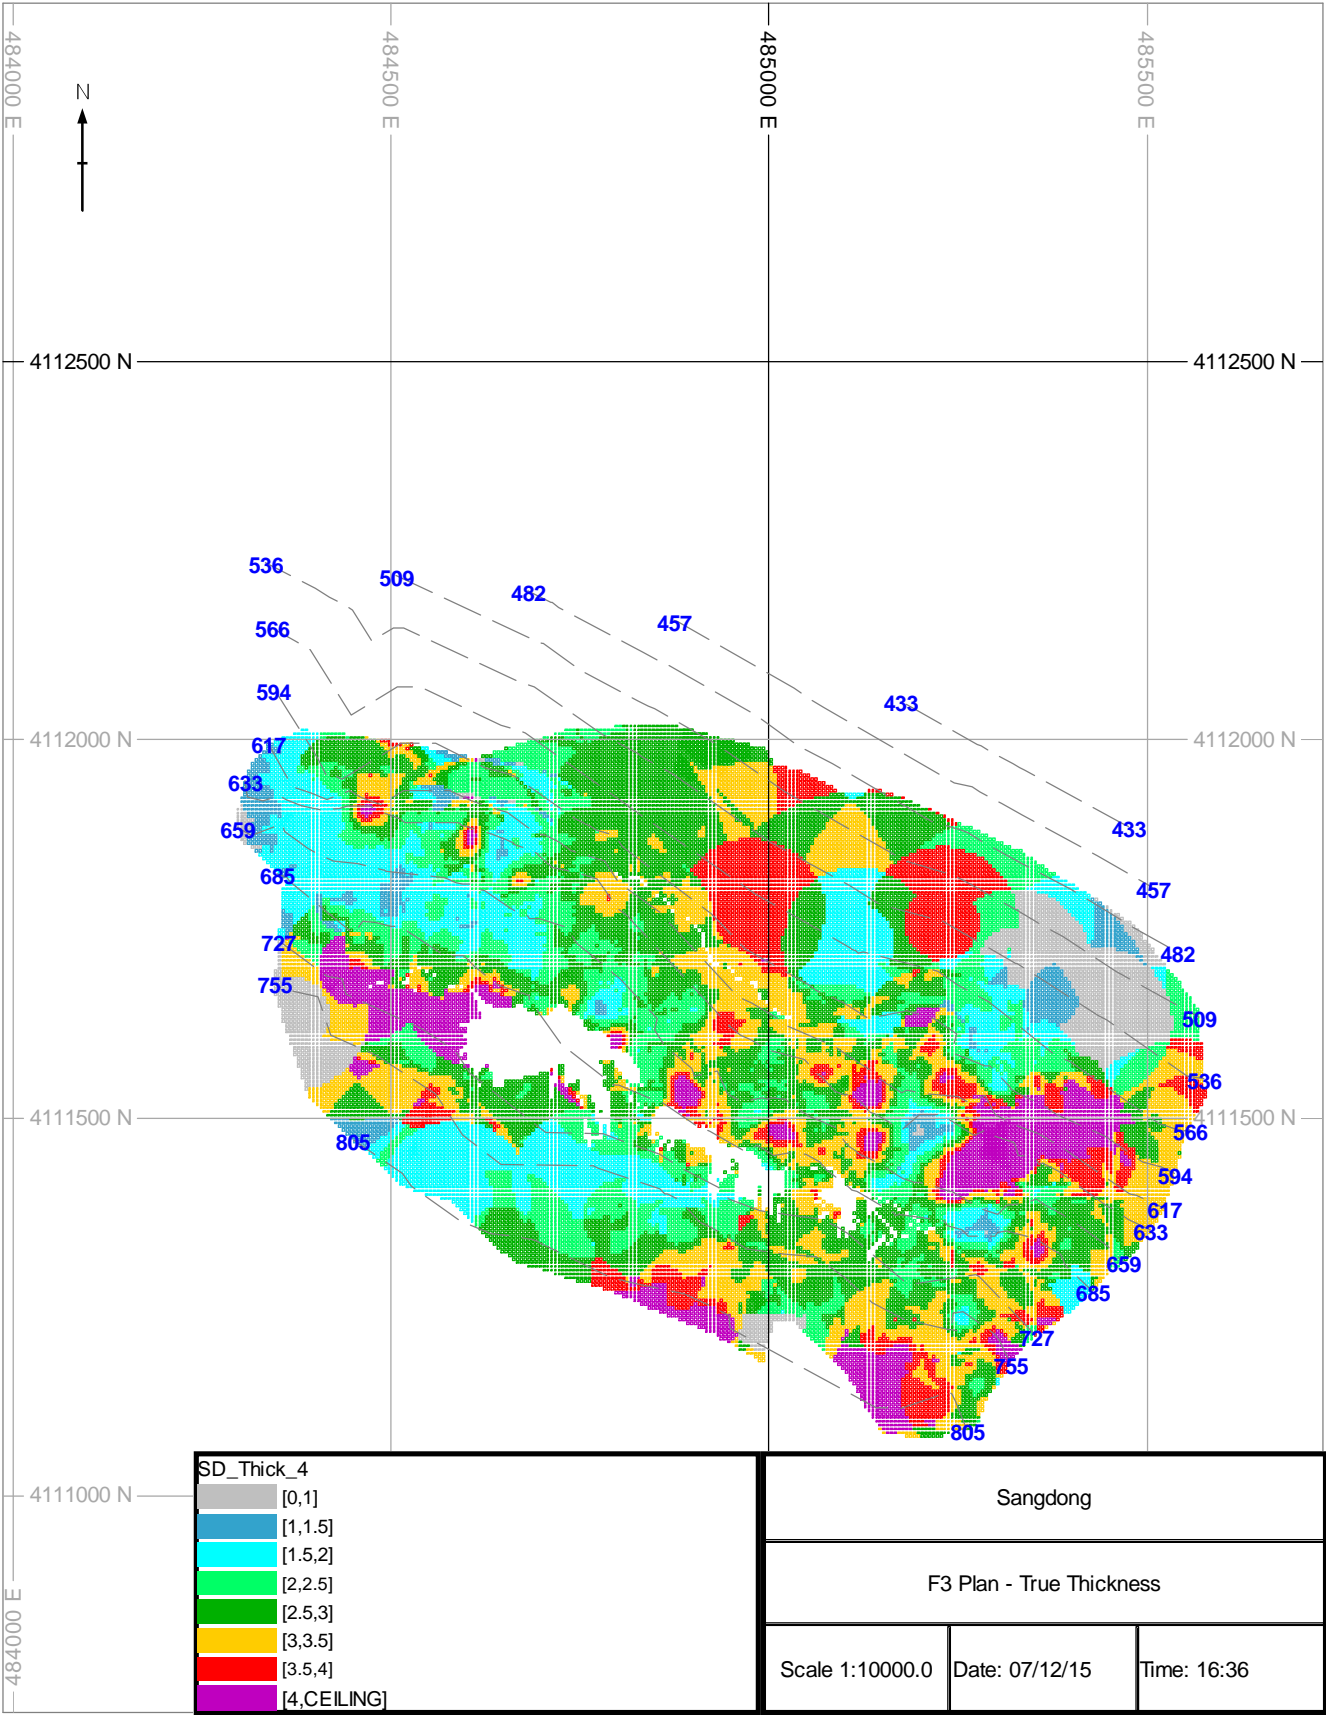 484000 E
484500 E
485000 E
485500 E
N
4112500 N
4112500 N
536
509
482
457
566
594
433
617
4112000 N
4112000 N
633
659
433
685
457
727
482
755
509
536
4111500 N
566
805
594
617
633
659
685
727
755
805
4111000 N
484000 E
SD_Thick_4
[0,1]
[1,1.5]
[1.5,2]
[2,2.5]
[2.5,3]
[3,3.5]
[3.5,4]
[4,CEILING]
Sangdong
F3 Plan - True Thickness
Scale 1:10000.0
Date: 07/12/15
Time: 16:36